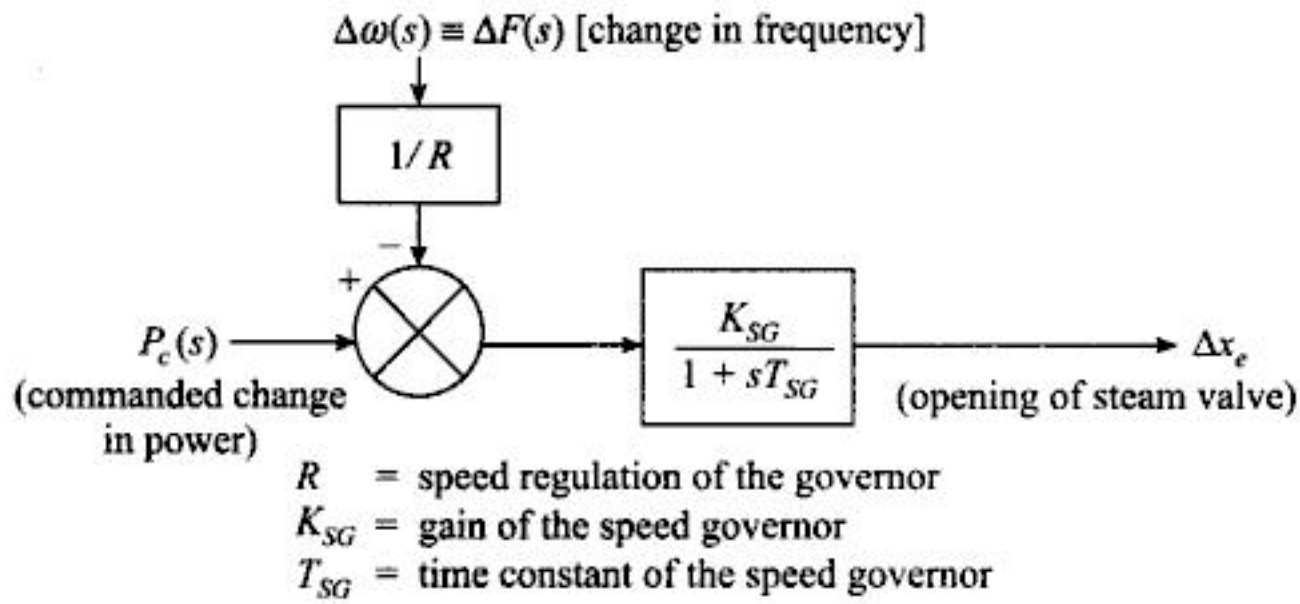 Δω(s) ≡ ΔF(s) [change in frequency]
1/R
−
+
P_c(s)
(commanded change
in power)
K_SG
1 + sT_SG
Δx_e
(opening of steam valve)
R = speed regulation of the governor
K_SG = gain of the speed governor
T_SG = time constant of the speed governor